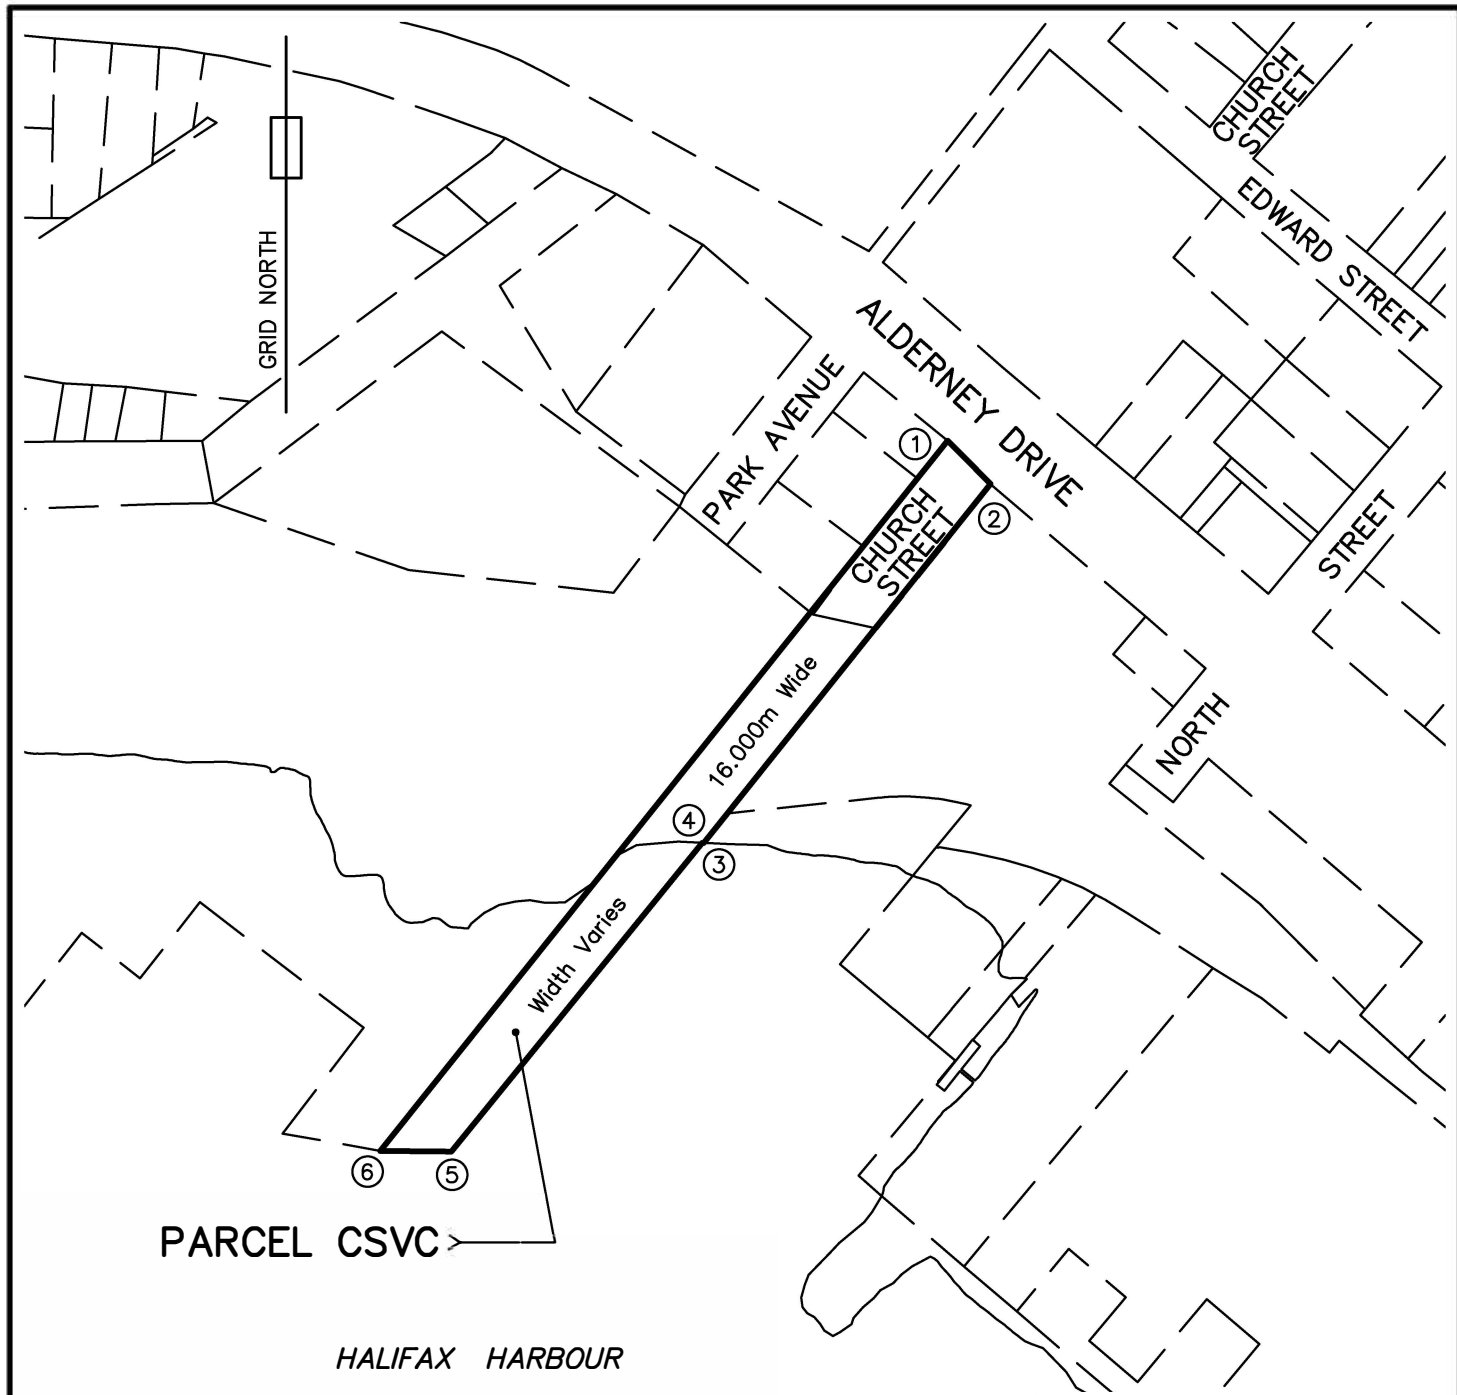 CHURCH
STREET
EDWARD STREET
GRID NORTH
ALDERNEY DRIVE
PARK AVENUE
1
2
CHURCH
STREET
STREET
16.000m Wide
NORTH
4
3
Width Varies
6
5
PARCEL CSVC
HALIFAX HARBOUR